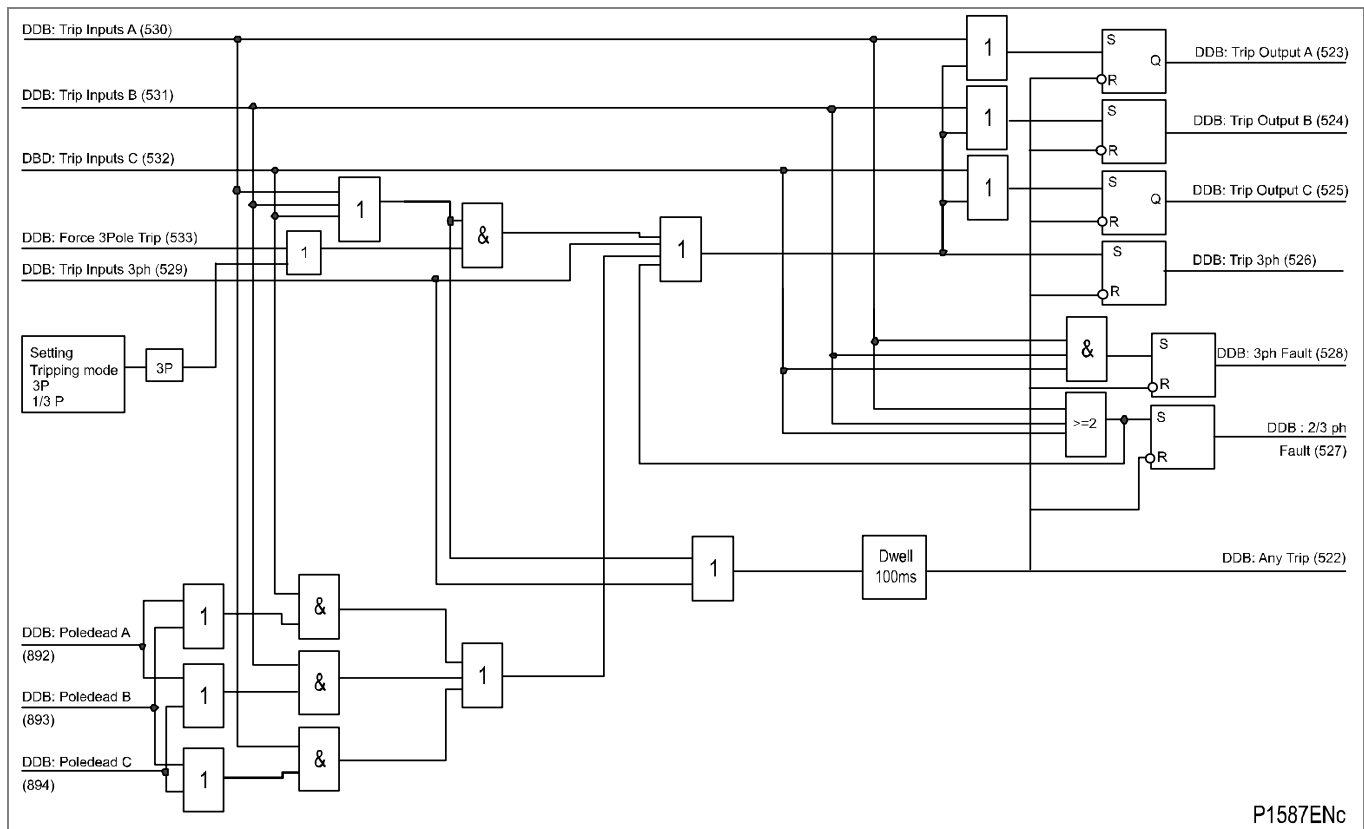 DDB: Trip Inputs A (530)
1
S
Q
R
DDB: Trip Output A (523)
DDB: Trip Inputs B (531)
1
S
R
DDB: Trip Output B (524)
DBD: Trip Inputs C (532)
1
S
Q
R
DDB: Trip Output C (525)
1
&
DDB: Force 3Pole Trip (533)
1
1
DDB: Trip Inputs 3ph (529)
S
R
DDB: Trip 3ph (526)
Setting
Tripping mode
3P
1/3 P
3P
&
S
R
DDB: 3ph Fault (528)
>=2
S
R
DDB : 2/3 ph
Fault (527)
1
Dwell
100ms
DDB: Any Trip (522)
1
&
DDB: Poledead A
(892)
1
&
1
DDB: Poledead B
(893)
1
&
DDB: Poledead C
(894)
P1587ENc